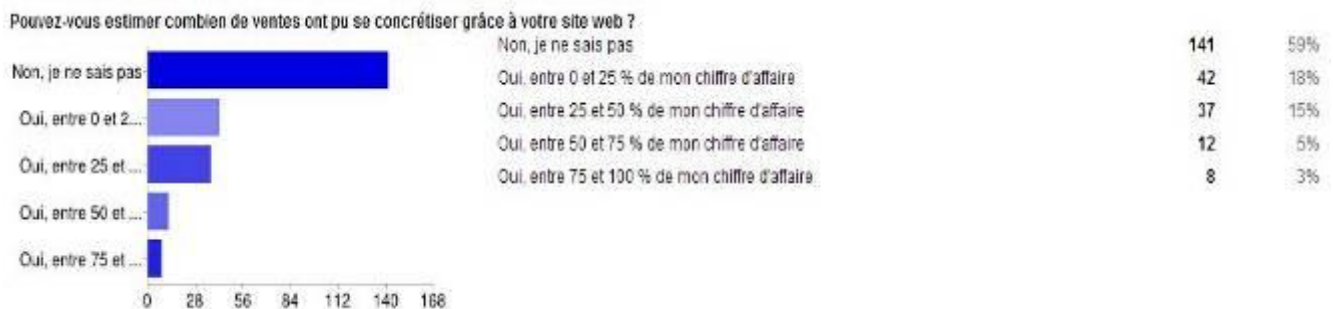 Pouvez-vous estimer combien de ventes ont pu se concrétiser grâce à votre site web ?
Non, je ne sais pas
Oui, entre 0 et 2...
Oui, entre 25 et ...
Oui, entre 50 et ...
Oui, entre 75 et ...
0 28 56 84 112 140 168
Non, je ne sais pas 141 59%
Oui, entre 0 et 25 % de mon chiffre d'affaire 42 18%
Oui, entre 25 et 50 % de mon chiffre d'affaire 37 15%
Oui, entre 50 et 75 % de mon chiffre d'affaire 12 5%
Oui, entre 75 et 100 % de mon chiffre d'affaire 8 3%